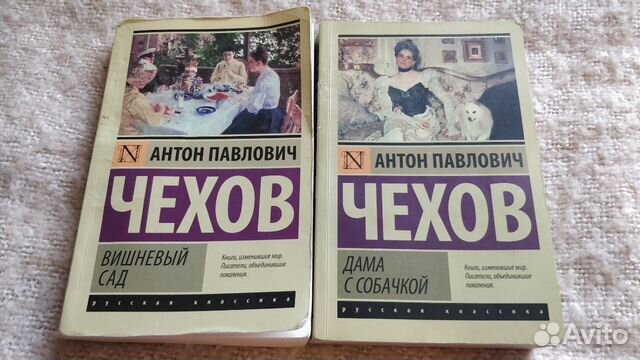 N
АНТОН ПАВЛОВИЧ
ЧЕХОВ
ВИШНЕВЫЙ
САД
Книги, изменившие мир.
Писатели, объединившие
поколения.
русская классика
N
АНТОН ПАВЛОВИЧ
ЧЕХОВ
ДАМА
С СОБАЧКОЙ
Книги, изменившие мир.
Писатели, объединившие
поколения.
русская классика
Avito